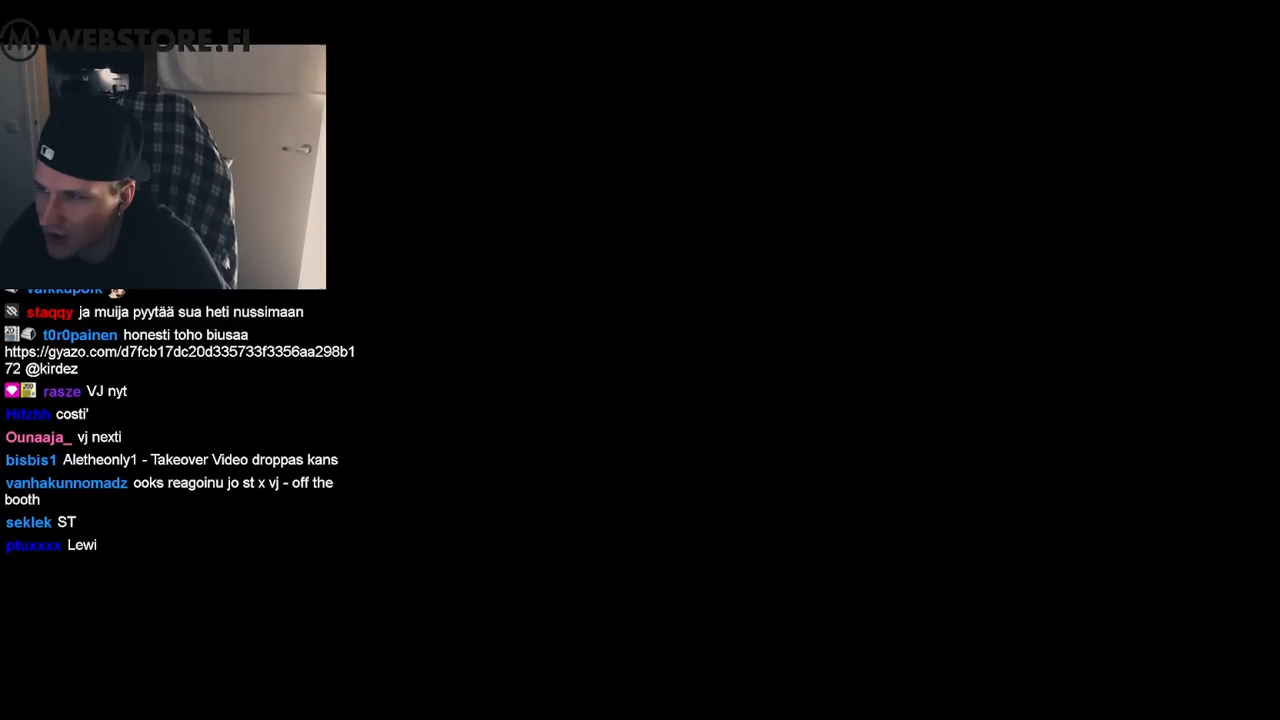 WEBSTORE.FI
staqqy ja muija pyytää sua heti nussimaan
t0r0painen honesti toho biusaa
https://gyazo.com/d7fcb17dc20d335733f3356aa298b1
72 @kirdez
rasze VJ nyt
Hitzhh costi'
Ounaaja_ vj nexti
bisbis1 Aletheonly1 - Takeover Video droppas kans
vanhakunnomadz ooks reagoinu jo st x vj - off the
booth
seklek ST
ptuxxxx Lewi